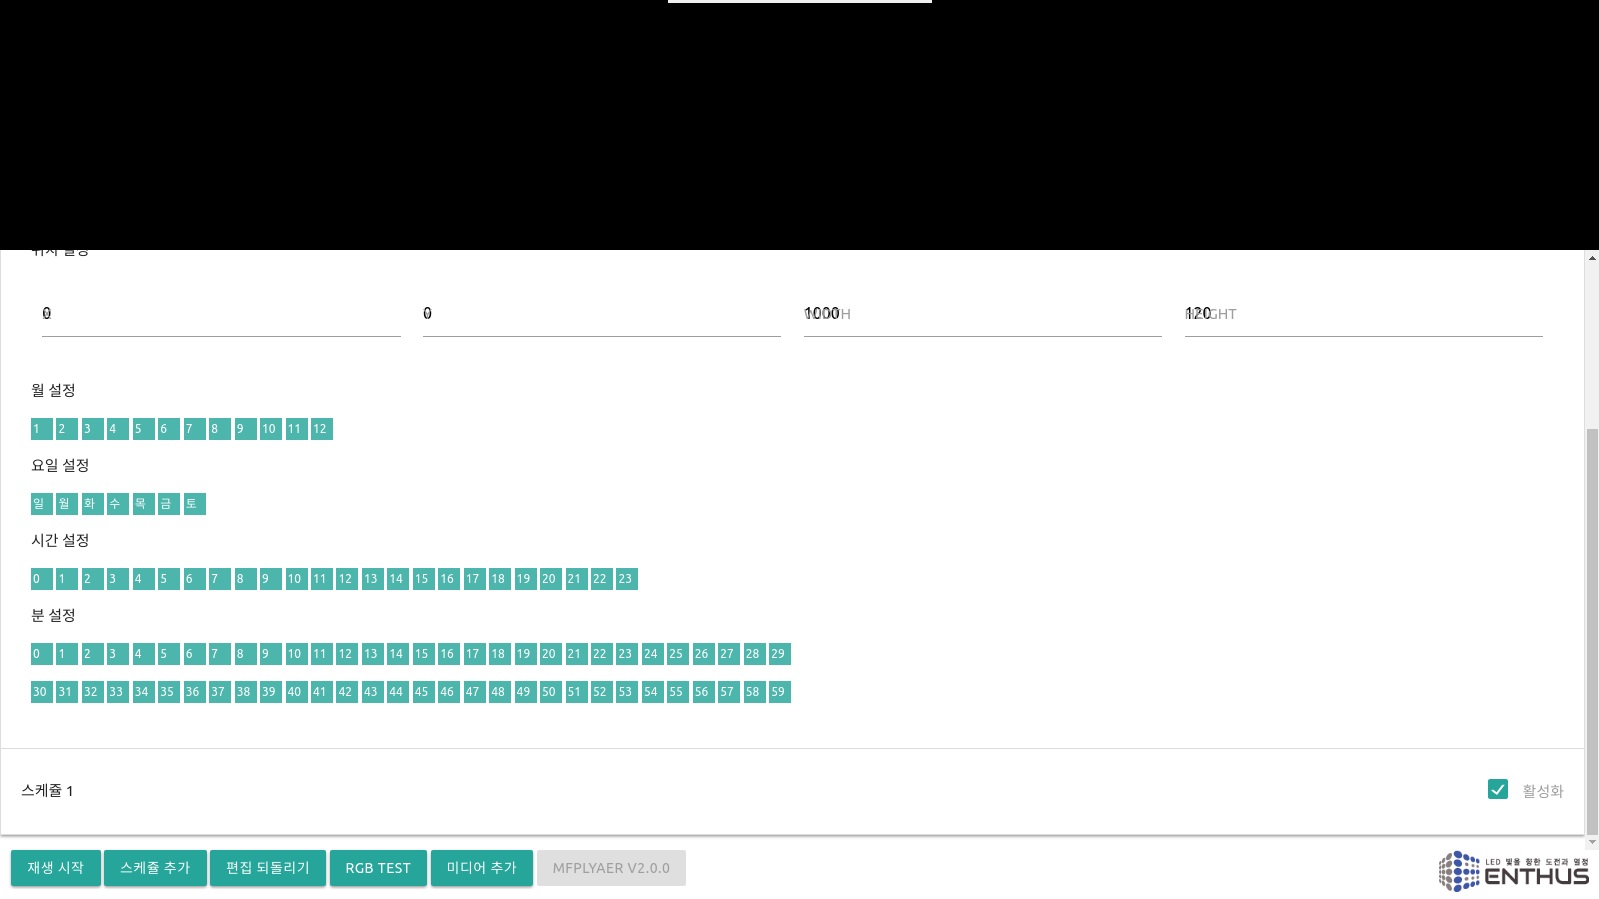 위치 설정
0 0 1000 WIDTH 120 HEIGHT
월 설정
1 2 3 4 5 6 7 8 9 10 11 12
요일 설정
일 월 화 수 목 금 토
시간 설정
0 1 2 3 4 5 6 7 8 9 10 11 12 13 14 15 16 17 18 19 20 21 22 23
분 설정
0 1 2 3 4 5 6 7 8 9 10 11 12 13 14 15 16 17 18 19 20 21 22 23 24 25 26 27 28 29
30 31 32 33 34 35 36 37 38 39 40 41 42 43 44 45 46 47 48 49 50 51 52 53 54 55 56 57 58 59
스케쥴 1 활성화
재생 시작 스케쥴 추가 편집 되돌리기 RGB TEST 미디어 추가 MFPLYAER V2.0.0
LED 빛을 향한 도전과 열정
ENTHUS